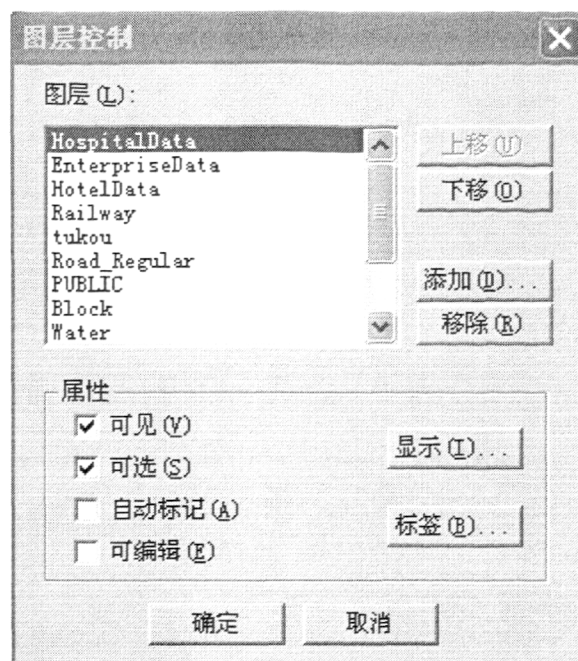 图层控制
图层(L):
HospitalData
EnterpriseData
HotelData
Railway
tukou
Road_Regular
PUBLIC
Block
Water
上移(U)
下移(O)
添加(D)...
移除(R)
属性
可见(V)
可选(S)
自动标记(A)
可编辑(E)
显示(I)...
标签(B)...
确定
取消